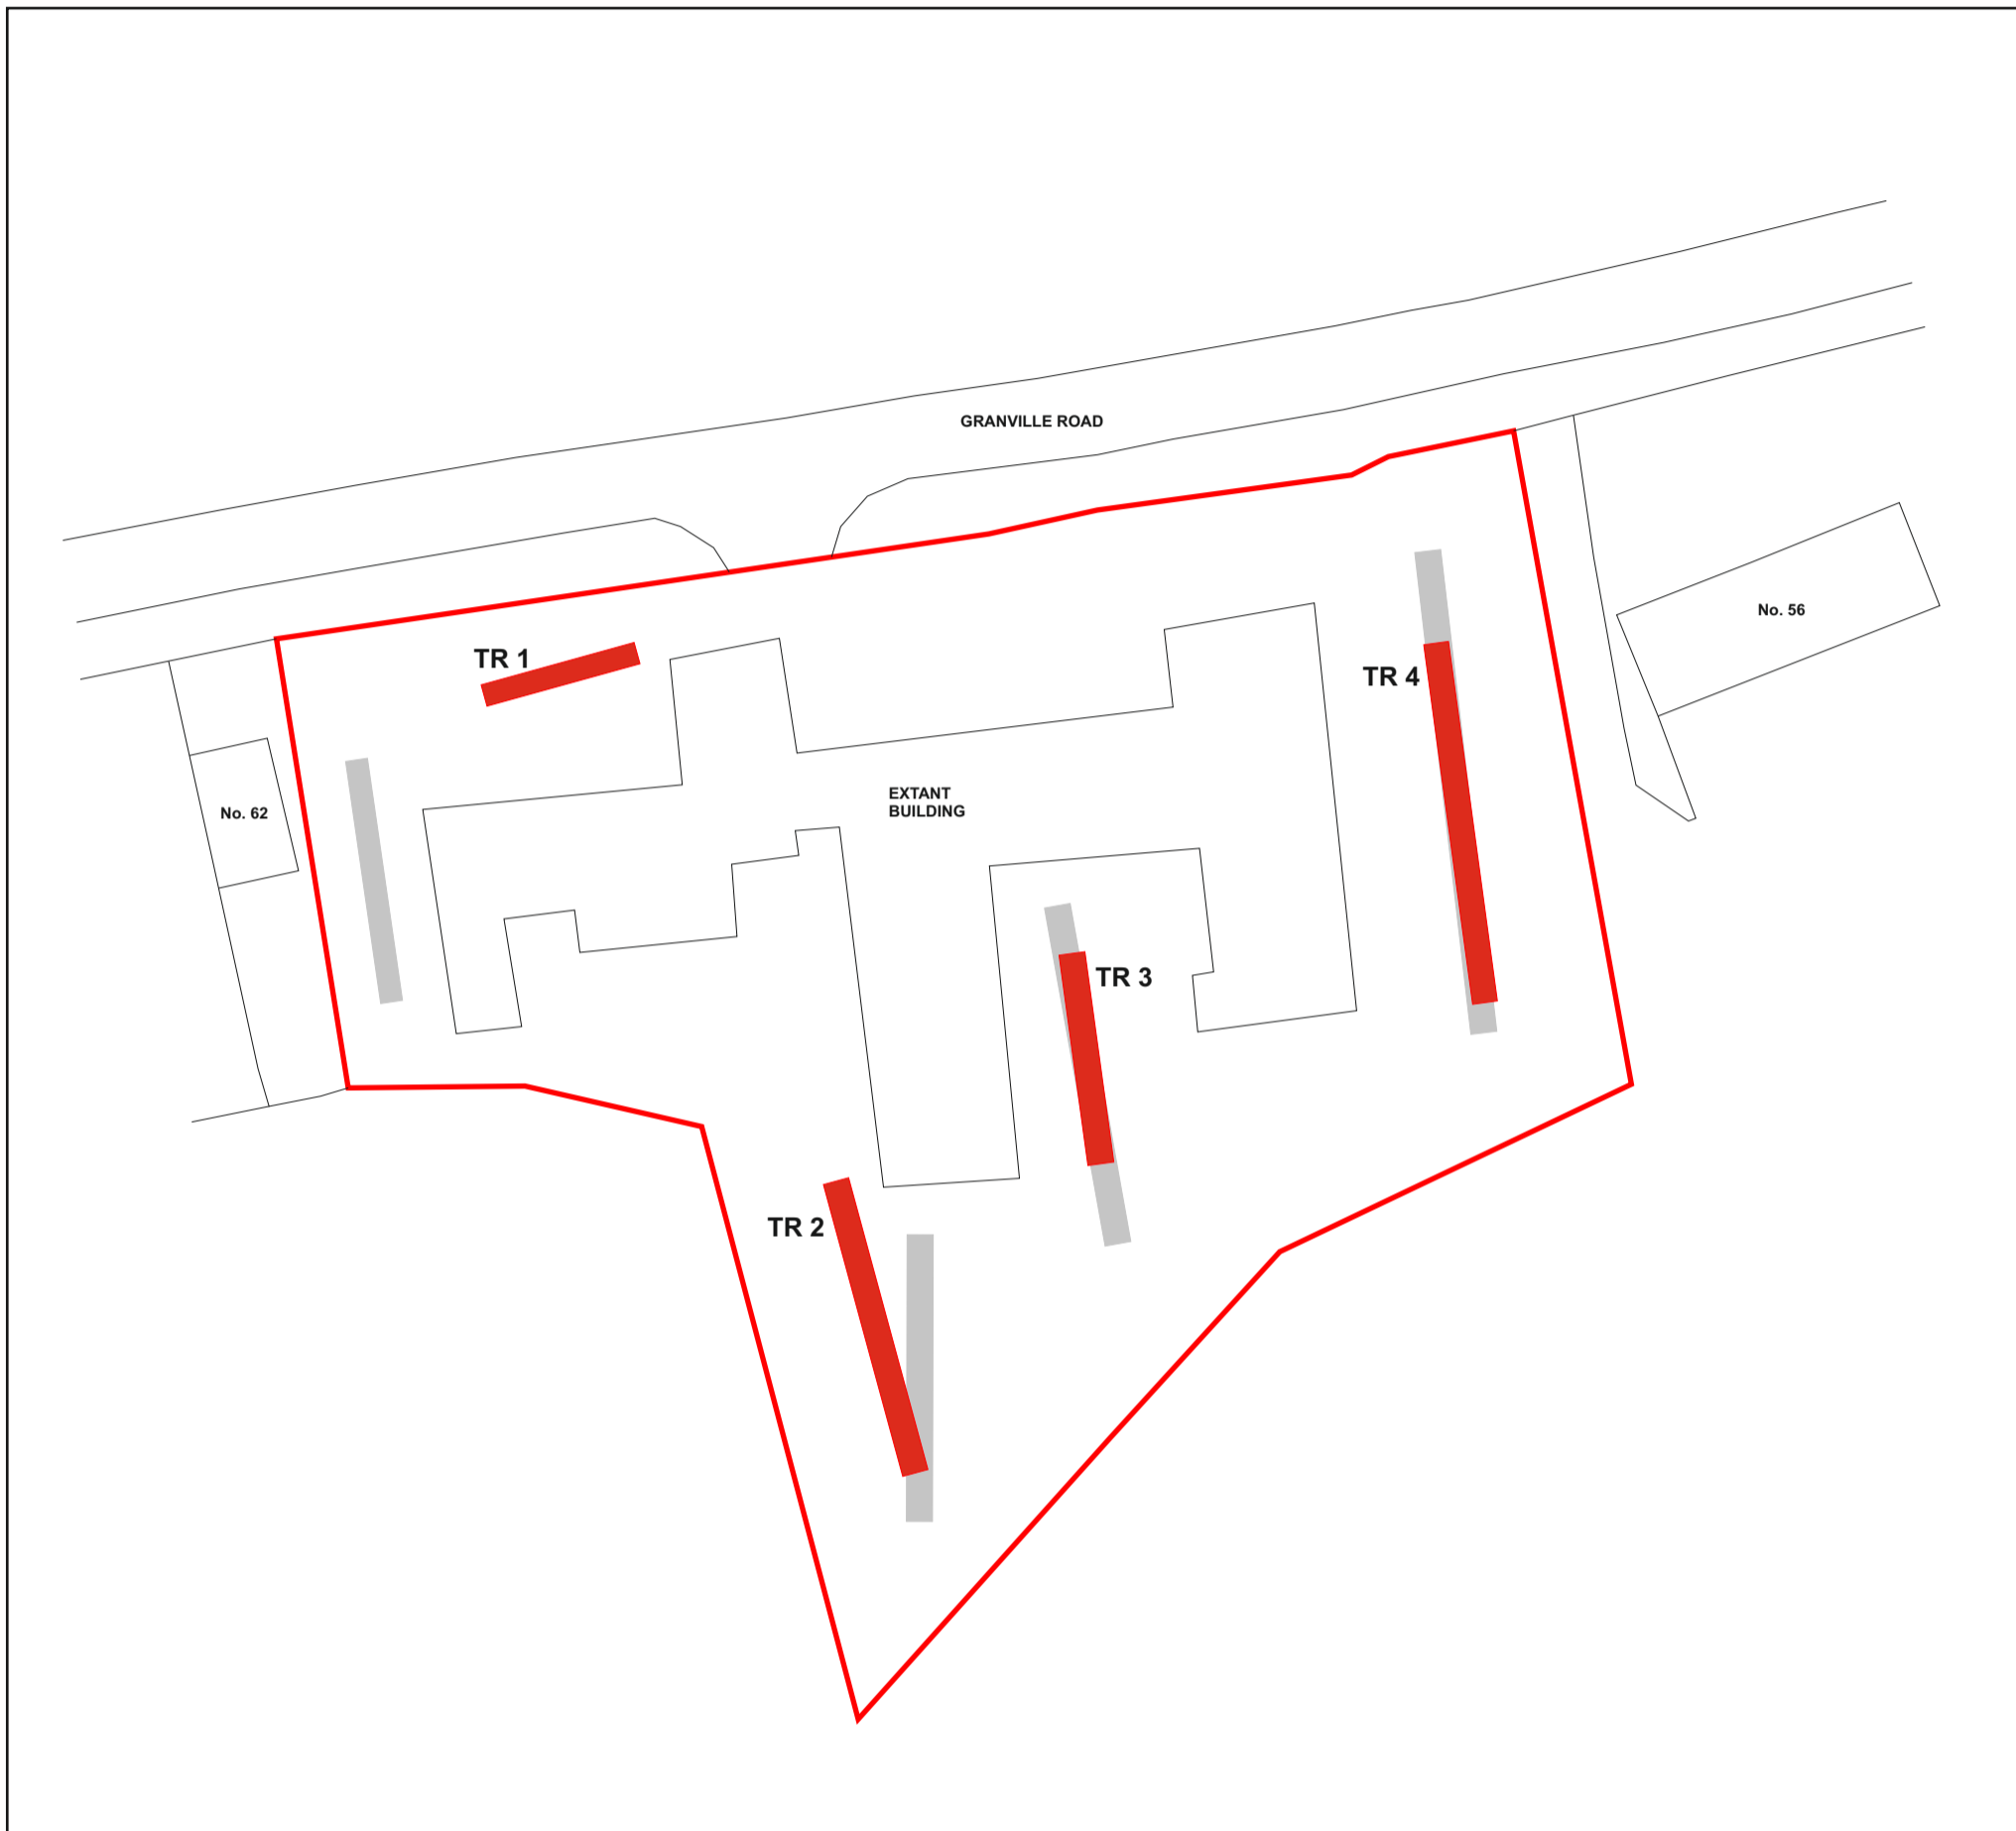 GRANVILLE ROAD
No. 56
TR 1
TR 4
EXTANT
BUILDING
No. 62
TR 3
TR 2